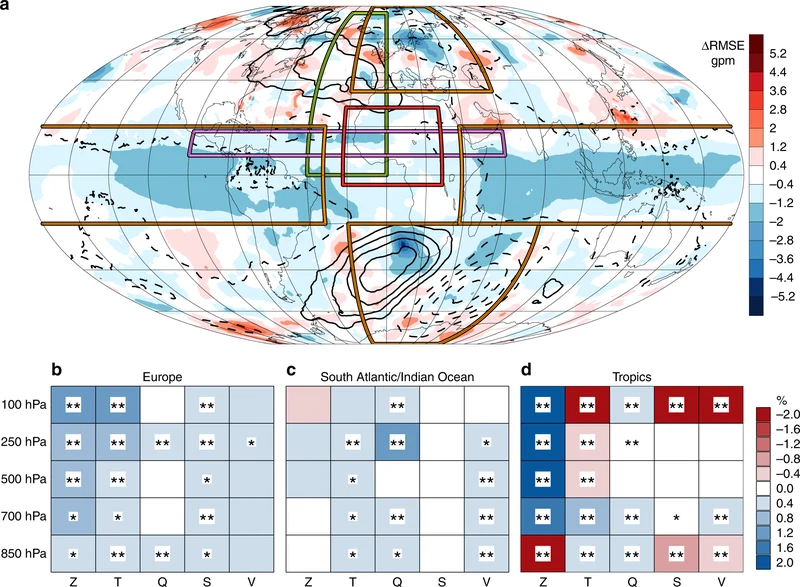 a
ΔRMSE
gpm
5.2
4.4
3.6
2.8
2
1.2
0.4
−0.4
−1.2
−2
−2.8
−3.6
−4.4
−5.2
b Europe
c South Atlantic/Indian Ocean
d Tropics
100 hPa ** ** ** ** ** ** ** ** **
250 hPa ** ** ** ** * ** ** * ** ** **
500 hPa ** ** * * ** ** **
700 hPa * * ** * ** ** ** ** ** * **
850 hPa * ** ** * * * ** ** ** ** ** **
Z T Q S V Z T Q S V Z T Q S V
%
−2.0
−1.6
−1.2
−0.8
−0.4
0.0
0.4
0.8
1.2
1.6
2.0